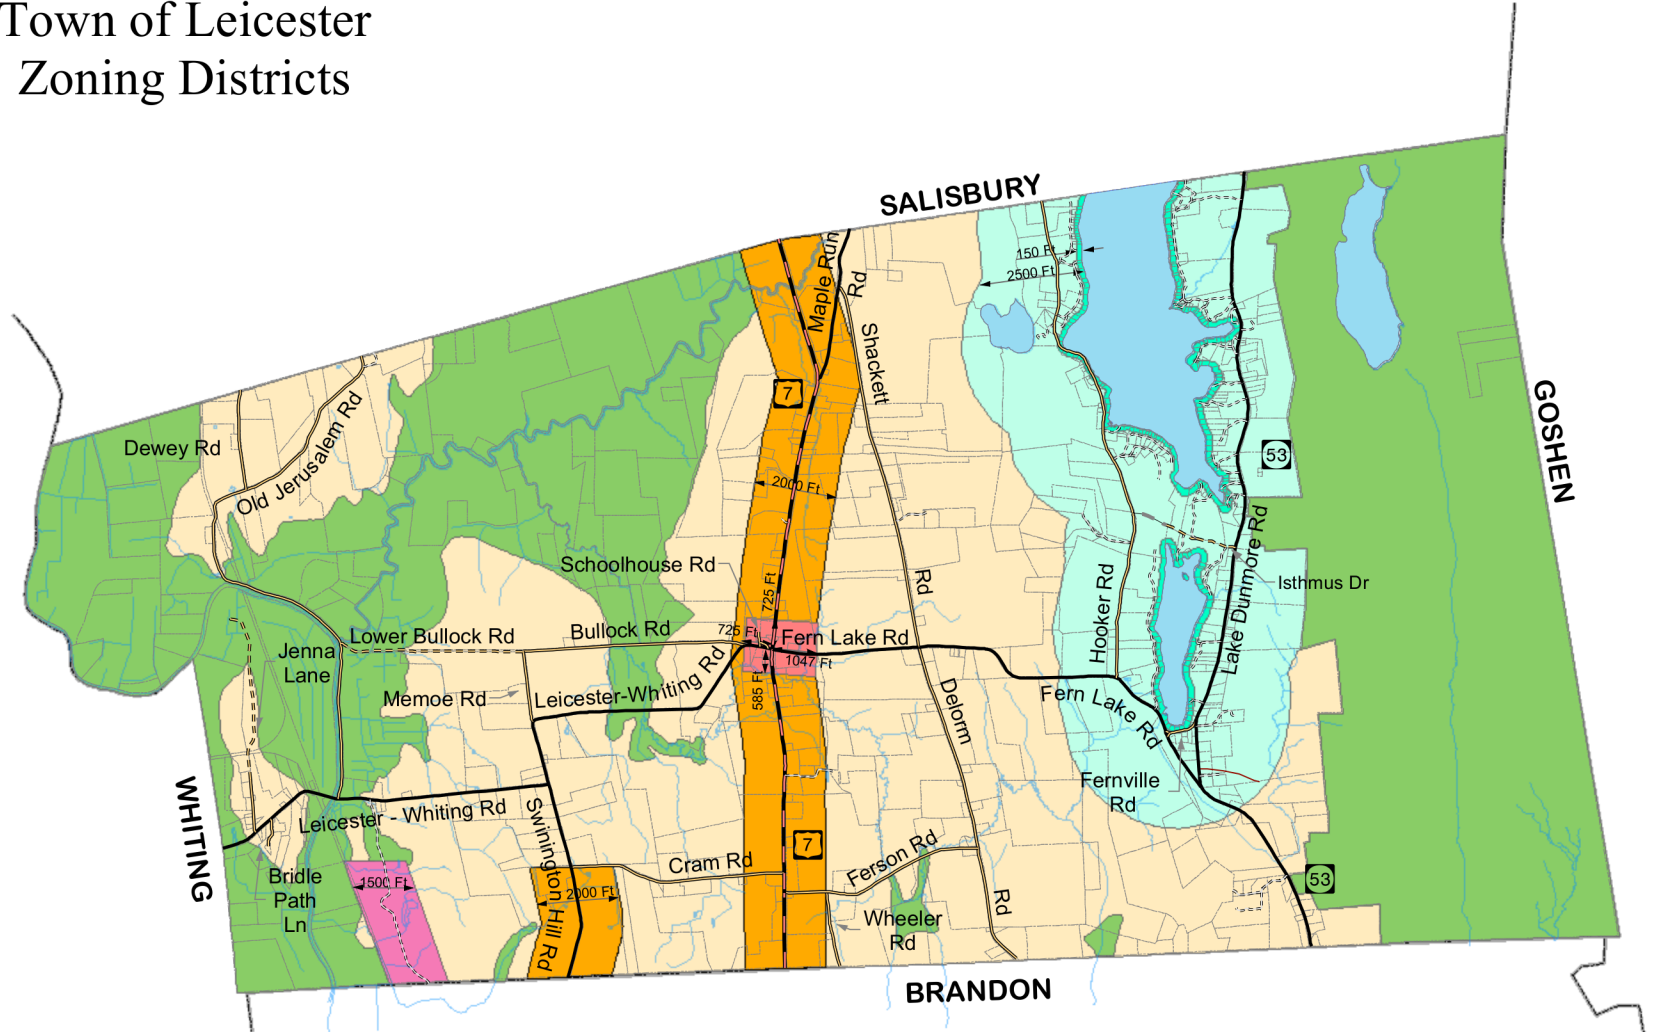 Town of Leicester
Zoning Districts
SALISBURY
Maple Run
Rd
150 Ft
2500 Ft
Shackett
7
GOSHEN
Dewey Rd
Old Jerusalem Rd
53
2000 Ft
Schoolhouse Rd
725 Ft
Rd
Hooker Rd
Lake Dunmore Rd
Isthmus Dr
Lower Bullock Rd
Bullock Rd
725 Ft
Fern Lake Rd
1047 Ft
Jenna
Lane
Memoe Rd
Leicester-Whiting Rd
585 Ft
Delorm
Fern Lake Rd
Fernville
Rd
WHITING
Leicester - Whiting Rd
Swinington Hill Rd
7
Cram Rd
Ferson Rd
Bridle
Path
Ln
1500 Ft
2000 Ft
Wheeler
Rd
Rd
53
BRANDON